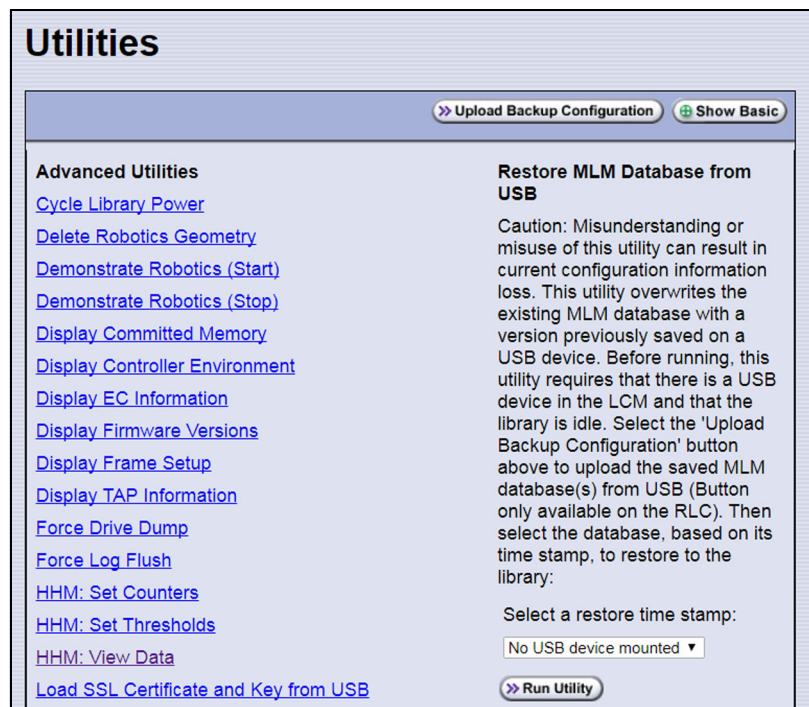 Utilities
Upload Backup Configuration
Show Basic
Advanced Utilities
Cycle Library Power
Delete Robotics Geometry
Demonstrate Robotics (Start)
Demonstrate Robotics (Stop)
Display Committed Memory
Display Controller Environment
Display EC Information
Display Firmware Versions
Display Frame Setup
Display TAP Information
Force Drive Dump
Force Log Flush
HHM: Set Counters
HHM: Set Thresholds
HHM: View Data
Load SSL Certificate and Key from USB
Restore MLM Database from
USB
Caution: Misunderstanding or
misuse of this utility can result in
current configuration information
loss. This utility overwrites the
existing MLM database with a
version previously saved on a
USB device. Before running, this
utility requires that there is a USB
device in the LCM and that the
library is idle. Select the 'Upload
Backup Configuration' button
above to upload the saved MLM
database(s) from USB (Button
only available on the RLC). Then
select the database, based on its
time stamp, to restore to the
library:
Select a restore time stamp:
No USB device mounted
Run Utility